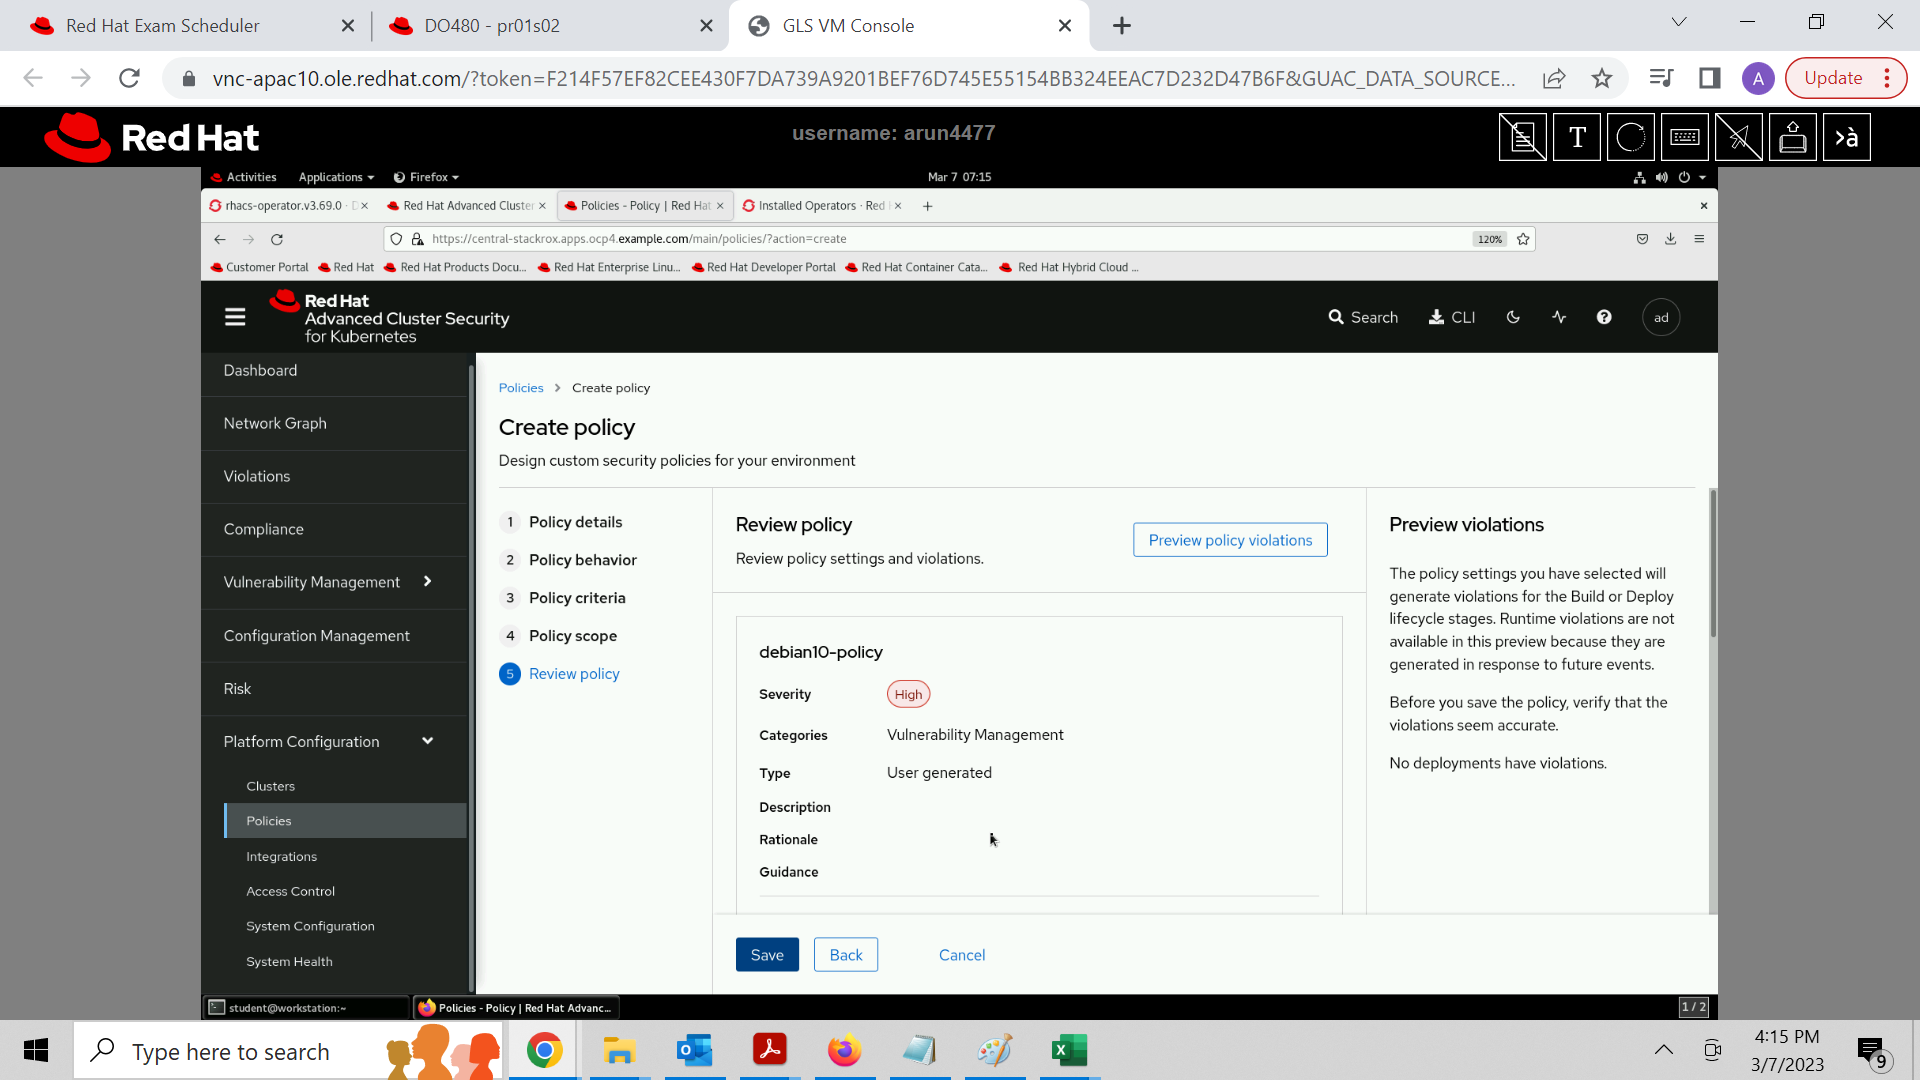 Red Hat Exam Scheduler
DO480 - pr01s02
GLS VM Console
vnc-apac10.ole.redhat.com/?token=F214F57EF82CEE430F7DA739A9201BEF76D745E55154BB324EEAC7D232D47B6F&GUAC_DATA_SOURCE...
A
Update
Red Hat
username: arun4477
T
›à
Activities
Applications
Firefox
Mar 7 07:15
rhacs-operator.v3.69.0 · D
Red Hat Advanced Cluster
Policies - Policy | Red Hat
Installed Operators · Red
https://central-stackrox.apps.ocp4.example.com/main/policies/?action=create
120%
Customer Portal
Red Hat
Red Hat Products Docu...
Red Hat Enterprise Linu...
Red Hat Developer Portal
Red Hat Container Cata...
Red Hat Hybrid Cloud ...
Red Hat
Advanced Cluster Security
for Kubernetes
Search
CLI
ad
Dashboard
Network Graph
Violations
Compliance
Vulnerability Management
Configuration Management
Risk
Platform Configuration
Clusters
Policies
Integrations
Access Control
System Configuration
System Health
Policies
Create policy
Create policy
Design custom security policies for your environment
1 Policy details
2 Policy behavior
3 Policy criteria
4 Policy scope
5 Review policy
Review policy
Review policy settings and violations.
Preview policy violations
debian10-policy
Severity High
Categories Vulnerability Management
Type User generated
Description
Rationale
Guidance
Save
Back
Cancel
Preview violations
The policy settings you have selected will
generate violations for the Build or Deploy
lifecycle stages. Runtime violations are not
available in this preview because they are
generated in response to future events.
Before you save the policy, verify that the
violations seem accurate.
No deployments have violations.
student@workstation:~
Policies - Policy | Red Hat Advanc...
1 / 2
Type here to search
4:15 PM
3/7/2023
9